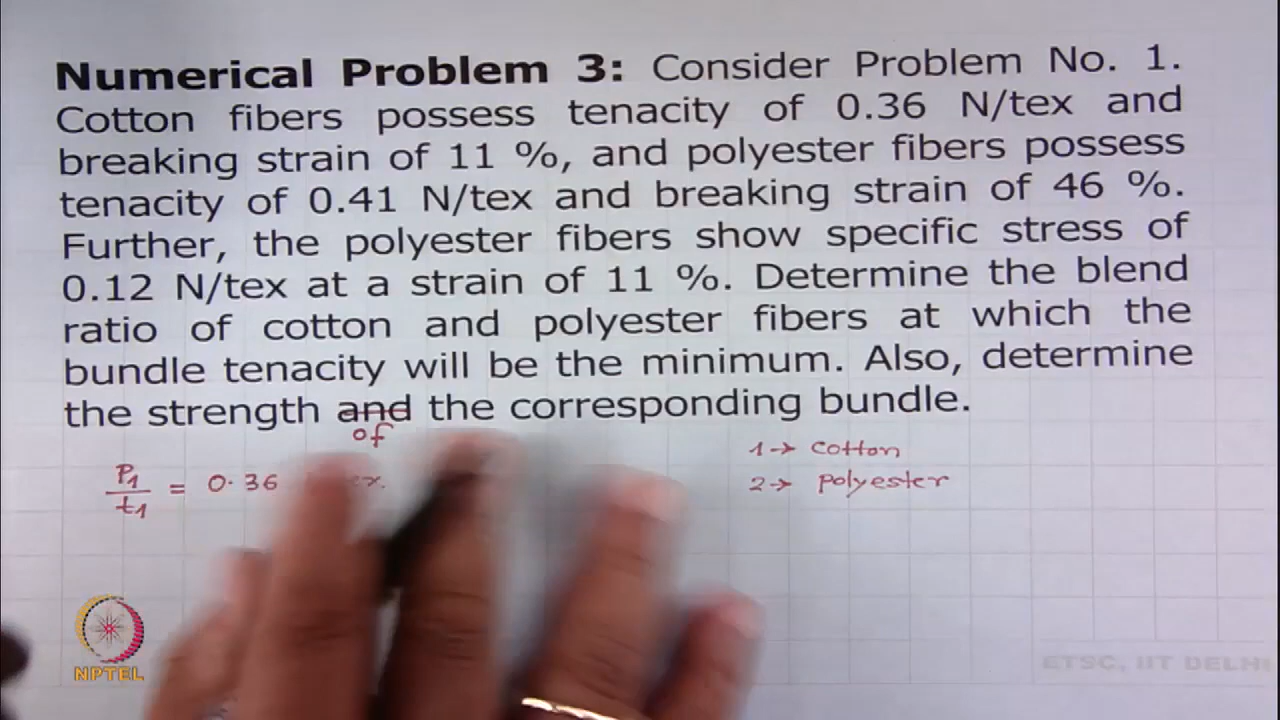 Numerical Problem 3: Consider Problem No. 1.
Cotton fibers possess tenacity of 0.36 N/tex and
breaking strain of 11 %, and polyester fibers possess
tenacity of 0.41 N/tex and breaking strain of 46 %.
Further, the polyester fibers show specific stress of
0.12 N/tex at a strain of 11 %. Determine the blend
ratio of cotton and polyester fibers at which the
bundle tenacity will be the minimum. Also, determine
the strength and the corresponding bundle.
of
1→ cotton
P1/t1 = 0.36
2→ polyester
NPTEL
ETSC, IIT DELHI